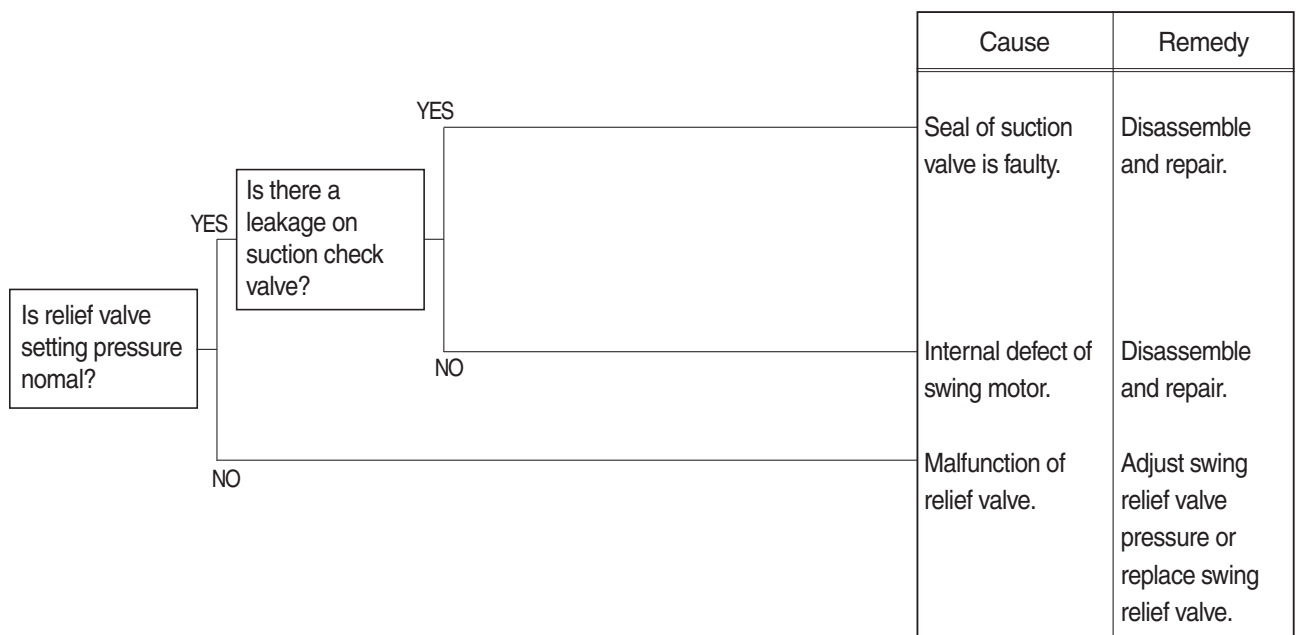 Cause
Remedy
YES
Seal of suction
valve is faulty.
Disassemble
and repair.
YES
Is there a
leakage on
suction check
valve?
Is relief valve
setting pressure
nomal?
NO
Internal defect of
swing motor.
Disassemble
and repair.
NO
Malfunction of
relief valve.
Adjust swing
relief valve
pressure or
replace swing
relief valve.